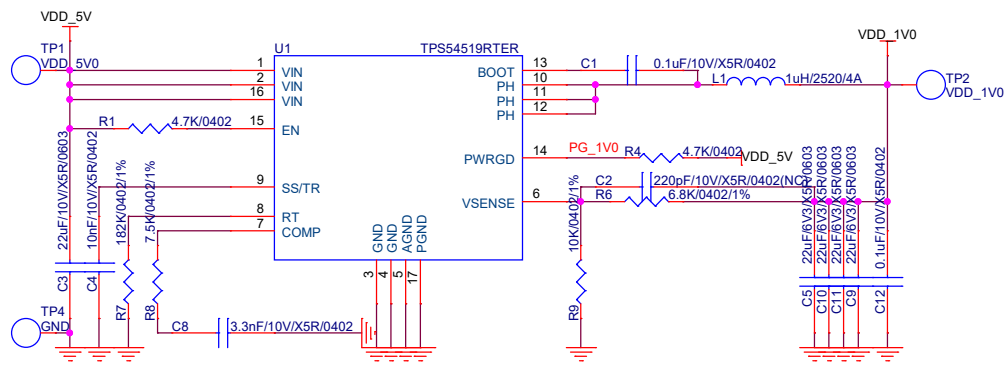 VDD_5V
VDD_1V0
TP1
VDD_5V0
U1
TPS54519RTER
1
VIN
2
VIN
16
VIN
15
EN
R1
4.7K/0402
9
SS/TR
8
RT
7
COMP
BOOT
13
PH
10
PH
11
PH
12
PWRGD
14
VSENSE
6
GND
GND
AGND
PGND
3
4
5
17
C1
0.1uF/10V/X5R/0402
L1
1uH/2520/4A
TP2
VDD_1V0
PG_1V0
R4
4.7K/0402
VDD_5V
C2
220pF/10V/X5R/0402(NC)
R6
6.8K/0402/1%
10K/0402/1%
R9
22uF/10V/X5R/0603
C3
10nF/10V/X5R/0402
C4
182K/0402/1%
R7
7.5K/0402/1%
R8
C8
3.3nF/10V/X5R/0402
TP4
GND
22uF/6V3/X5R/0603
C5
22uF/6V3/X5R/0603
C10
22uF/6V3/X5R/0603
C11
22uF/6V3/X5R/0603
C9
0.1uF/10V/X5R/0402
C12